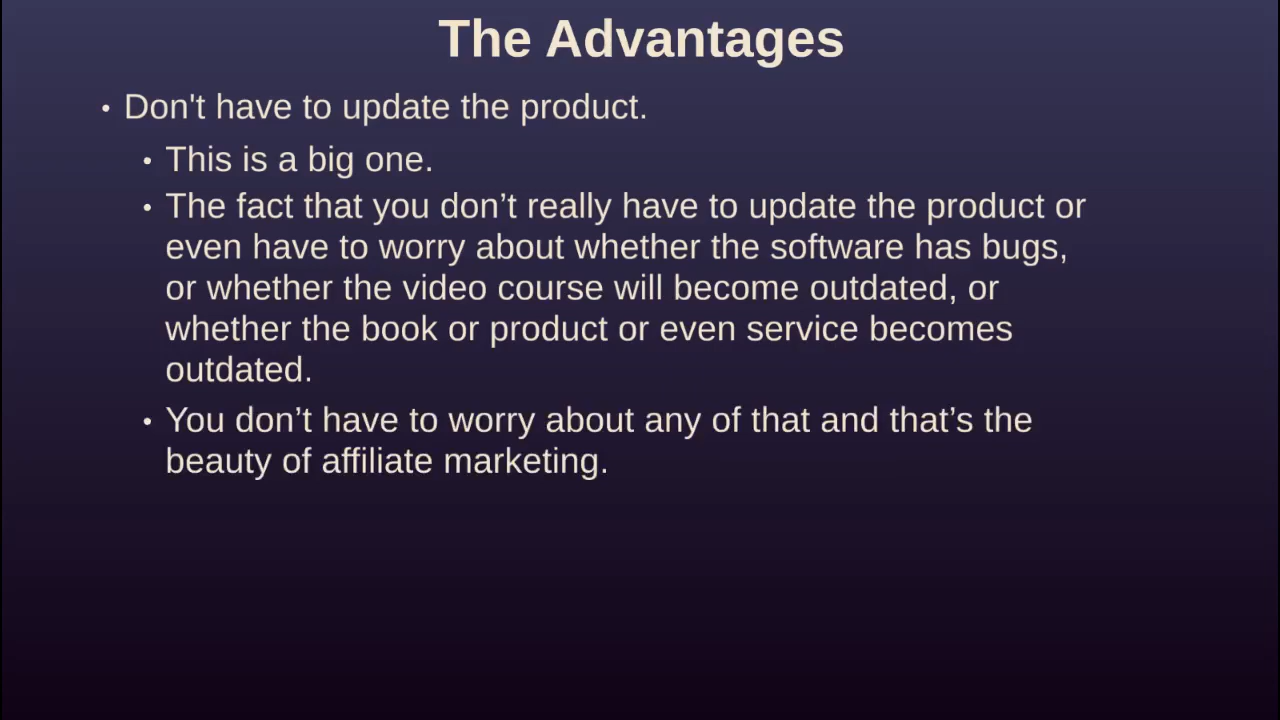 The Advantages
• Don't have to update the product.
• This is a big one.
• The fact that you don’t really have to update the product or
even have to worry about whether the software has bugs,
or whether the video course will become outdated, or
whether the book or product or even service becomes
outdated.
• You don’t have to worry about any of that and that’s the
beauty of affiliate marketing.